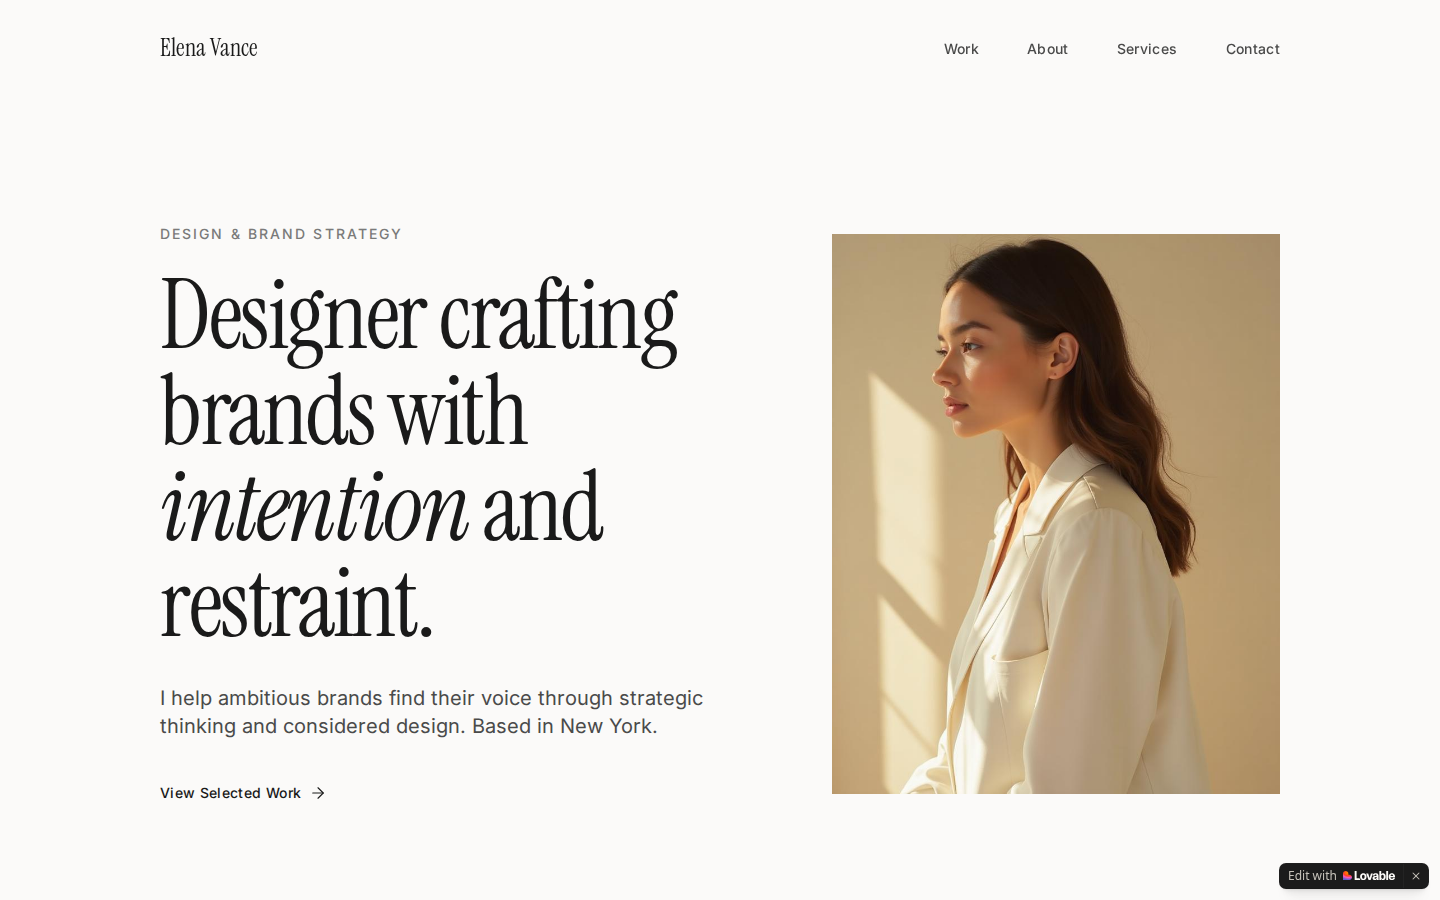 Elena Vance
Work
About
Services
Contact
DESIGN & BRAND STRATEGY
Designer crafting
brands with
intention and
restraint.
I help ambitious brands find their voice through strategic
thinking and considered design. Based in New York.
View Selected Work →
Edit with Lovable ×